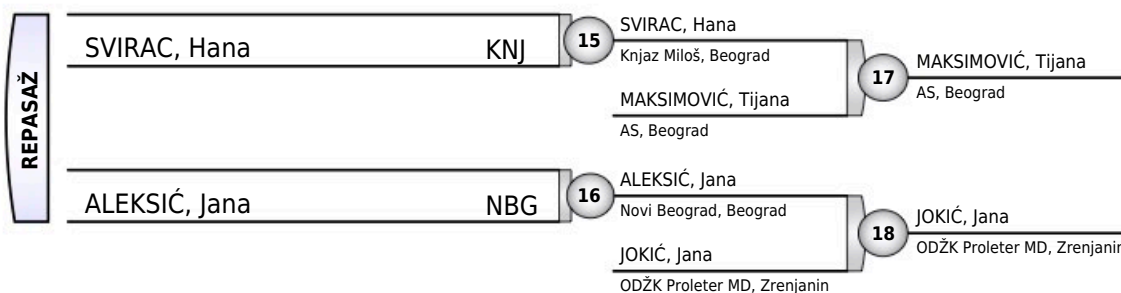 REPASAŽ
SVIRAC, Hana KNJ
15
SVIRAC, Hana
Knjaz Miloš, Beograd
MAKSIMOVIĆ, Tijana
AS, Beograd
17
MAKSIMOVIĆ, Tijana
AS, Beograd
ALEKSIĆ, Jana NBG
16
ALEKSIĆ, Jana
Novi Beograd, Beograd
JOKIĆ, Jana
ODŽK Proleter MD, Zrenjanin
18
JOKIĆ, Jana
ODŽK Proleter MD, Zrenjanin